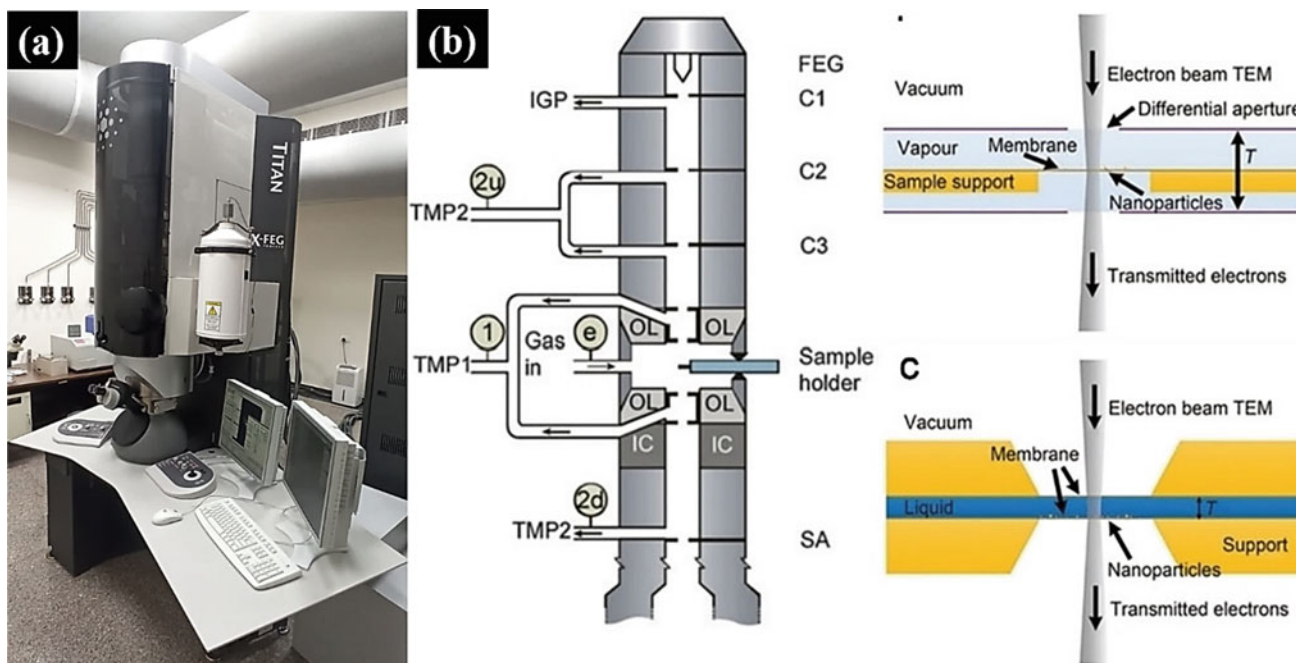 (a)
TITAN
X-FEG
(b)
FEG
IGP
C1
2u
TMP2
C2
C3
OL
OL
1
Gas
in
e
TMP1
Sample
holder
OL
OL
IC
IC
2d
TMP2
SA
Vacuum
Electron beam TEM
Differential aperture
Vapour
Membrane
T
Sample support
Nanoparticles
Transmitted electrons
C
Vacuum
Electron beam TEM
Membrane
Liquid
T
Support
Nanoparticles
Transmitted electrons